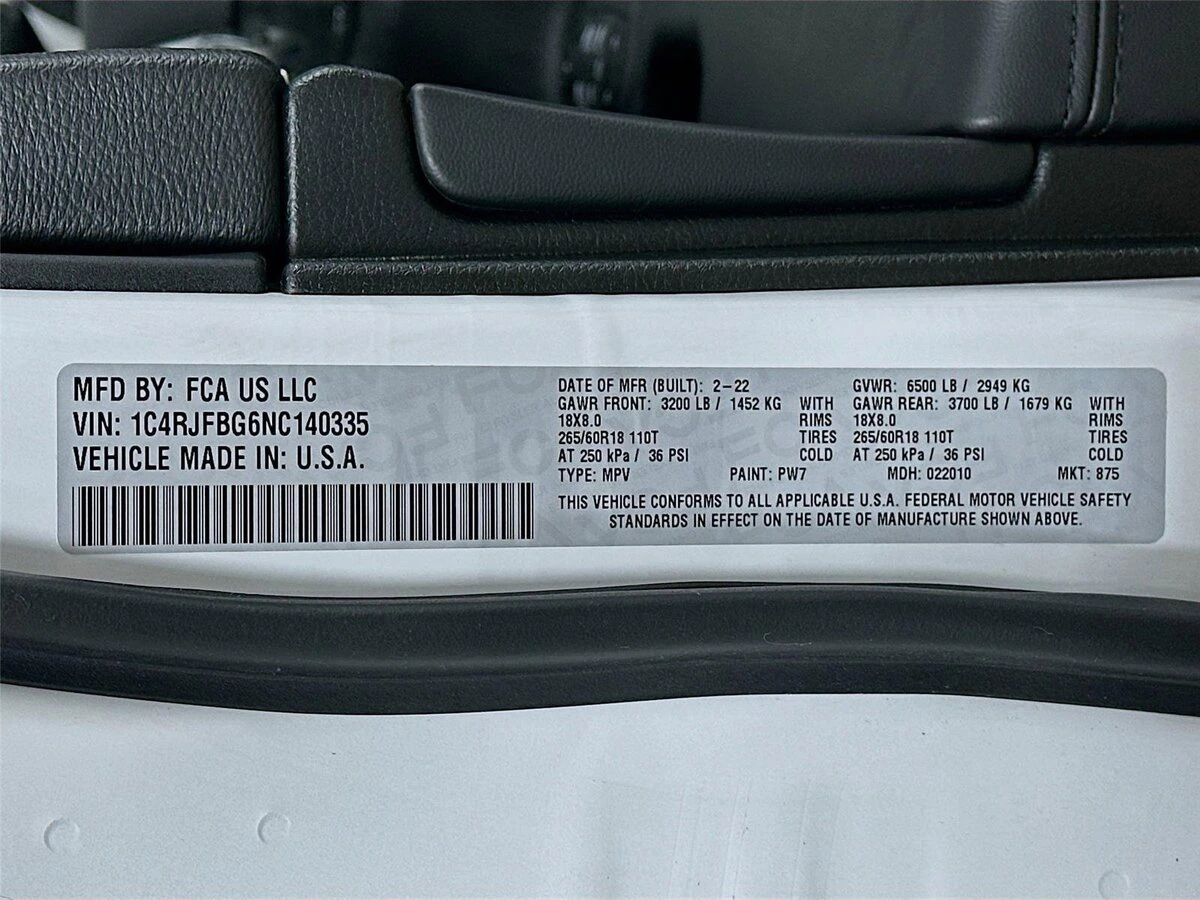 MFD BY: FCA US LLC
VIN: 1C4RJFBG6NC140335
VEHICLE MADE IN: U.S.A.
DATE OF MFR (BUILT): 2-22 GVWR: 6500 LB / 2949 KG
GAWR FRONT: 3200 LB / 1452 KG WITH GAWR REAR: 3700 LB / 1679 KG WITH
18X8.0 RIMS 18X8.0 RIMS
265/60R18 110T TIRES 265/60R18 110T TIRES
AT 250 kPa / 36 PSI COLD AT 250 kPa / 36 PSI COLD
TYPE: MPV PAINT: PW7 MDH: 022010 MKT: 875
THIS VEHICLE CONFORMS TO ALL APPLICABLE U.S.A. FEDERAL MOTOR VEHICLE SAFETY
STANDARDS IN EFFECT ON THE DATE OF MANUFACTURE SHOWN ABOVE.